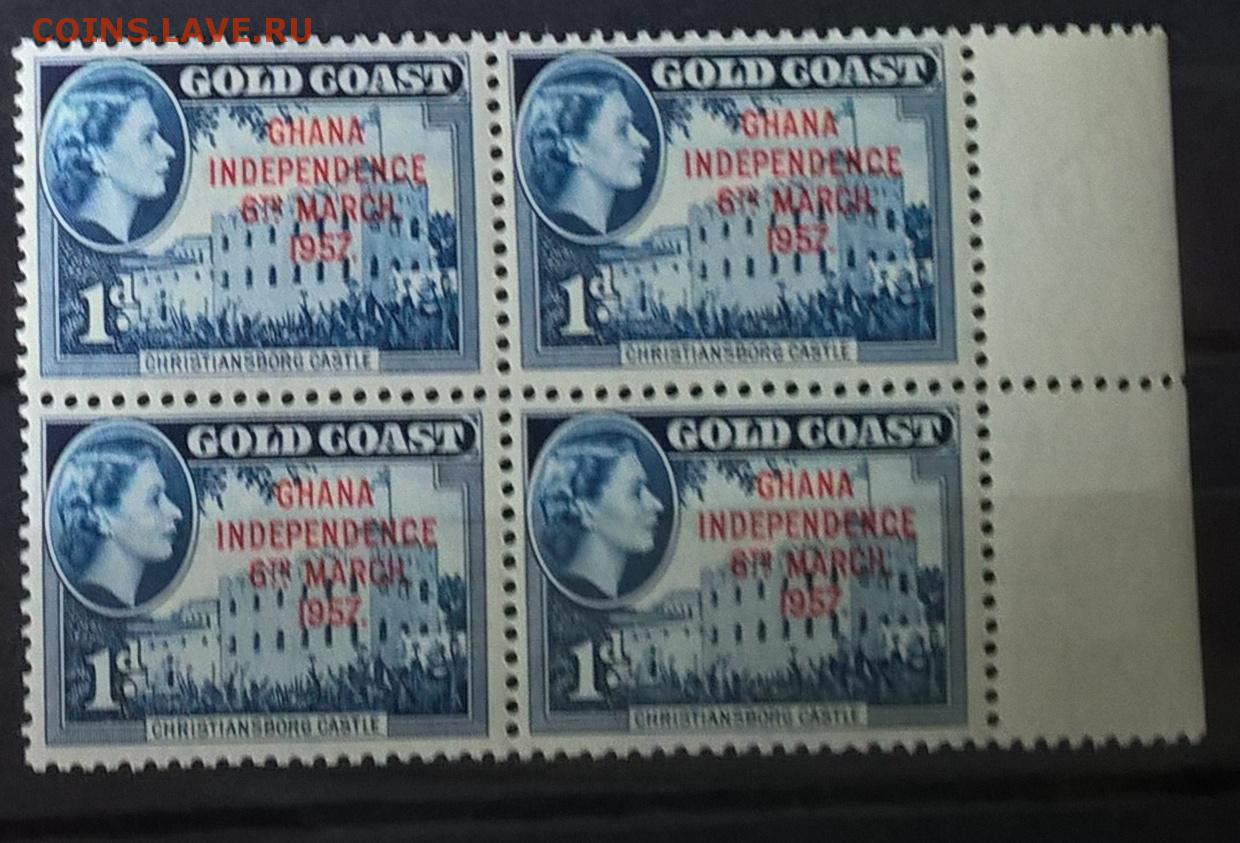 COINS.LAVE.RU
GOLD COAST
GHANA
INDEPENDENCE
6TH MARCH
1957.
1d
CHRISTIANSBORG CASTLE
GOLD COAST
GHANA
INDEPENDENCE
6TH MARCH
1957.
1d
CHRISTIANSBORG CASTLE
GOLD COAST
GHANA
INDEPENDENCE
6TH MARCH
1957.
1d
CHRISTIANSBORG CASTLE
GOLD COAST
GHANA
INDEPENDENCE
6TH MARCH
1957.
1d
CHRISTIANSBORG CASTLE